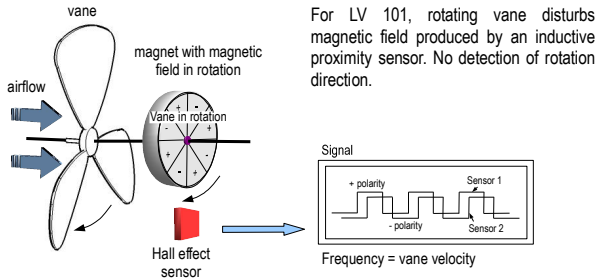 vane
For LV 101, rotating vane disturbs
magnetic field produced by an inductive
proximity sensor. No detection of rotation
direction.
magnet with magnetic
field in rotation
airflow
Vane in rotation
+ - + - + - + -
Signal
+ polarity
Sensor 1
- polarity
Sensor 2
Hall effect
sensor
Frequency = vane velocity